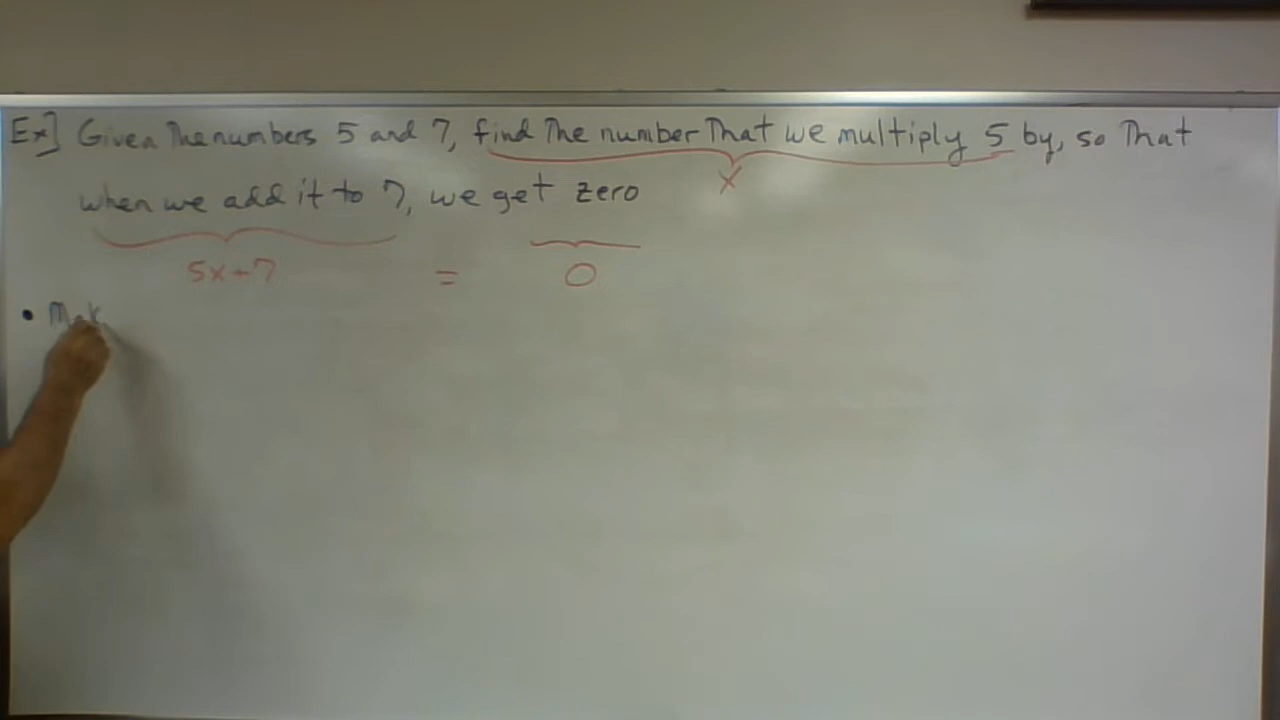 Ex] Given The numbers 5 and 7, find The number That we multiply 5 by, so That
x
when we add it to 7, we get zero
5x+7 = 0
• Mak